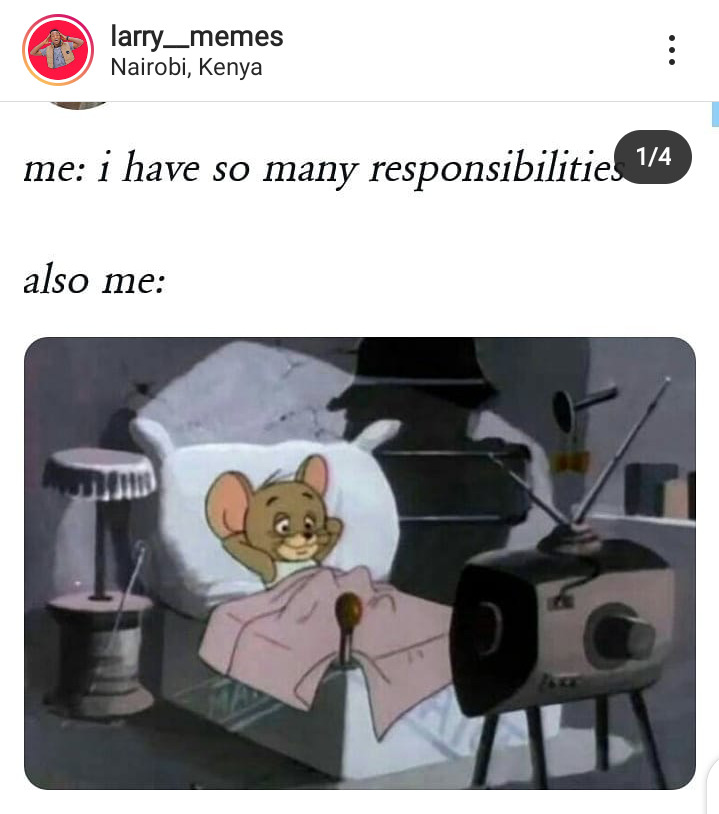 larry__memes
Nairobi, Kenya
1/4
me: i have so many responsibilities
also me: